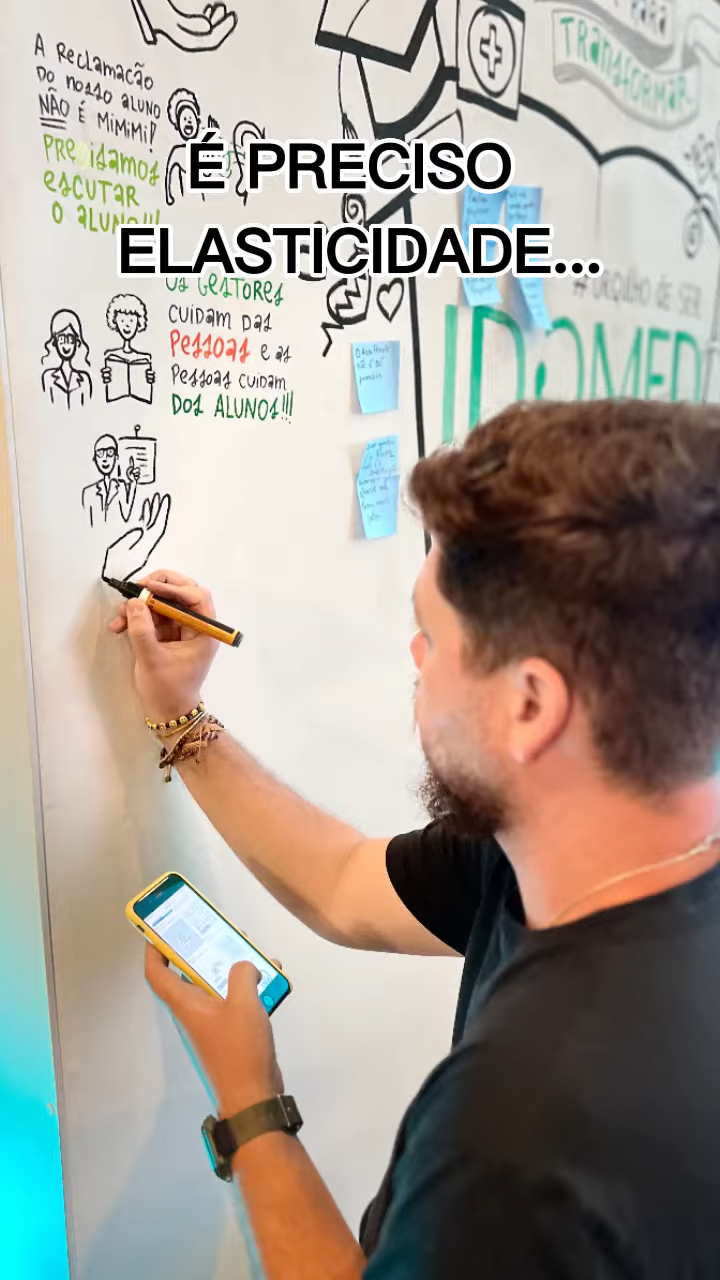 PARA
TRANSFORMAR
A RECLAMAÇÃO
DO NOSSO ALUNO
NÃO É MIMIMI!
PRECISAMOS
ESCUTAR
O ALUNO!!!
É PRECISO
ELASTICIDADE...
OS GESTORES
CUIDAM DAS
PESSOAS E AS
PESSOAS CUIDAM
DOS ALUNOS!!!
#ORGULHO DE SER
IDOMED